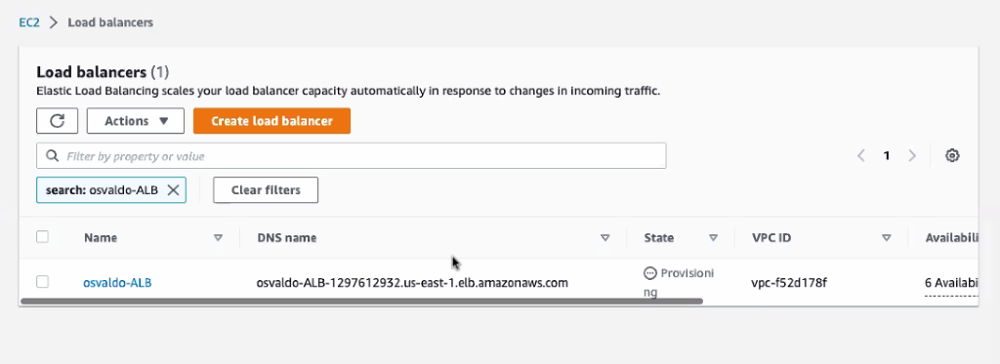 EC2 > Load balancers
Load balancers (1)
Elastic Load Balancing scales your load balancer capacity automatically in response to changes in incoming traffic.
Actions ▼ Create load balancer
Filter by property or value < 1 >
search: osvaldo-ALB Clear filters
Name DNS name State VPC ID Availabili
osvaldo-ALB osvaldo-ALB-1297612932.us-east-1.elb.amazonaws.com Provisioni vpc-f52d178f 6 Availabi
ng